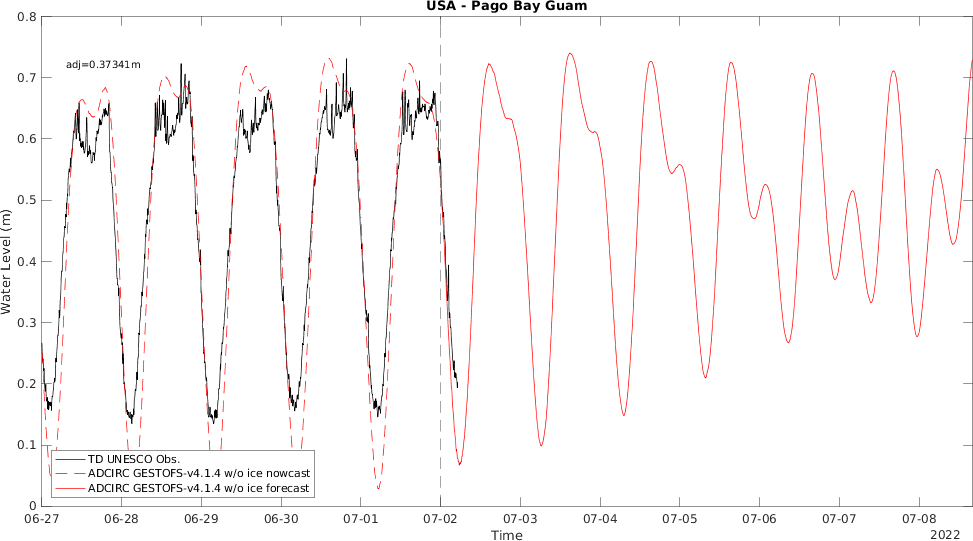 USA - Pago Bay Guam
adj=0.37341m
Water Level (m)
0.8
0.7
0.6
0.5
0.4
0.3
0.2
0.1
0
TD UNESCO Obs.
ADCIRC GESTOFS-v4.1.4 w/o ice nowcast
ADCIRC GESTOFS-v4.1.4 w/o ice forecast
06-27 06-28 06-29 06-30 07-01 07-02 07-03 07-04 07-05 07-06 07-07 07-08
2022
Time